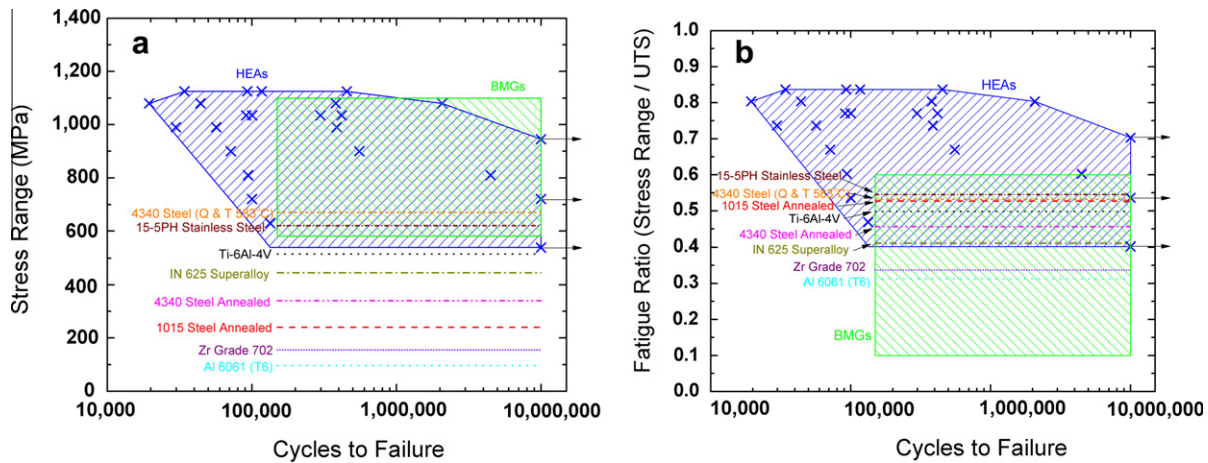 a
Stress Range (MPa)
1,400
1,200
1,000
800
600
400
200
0
HEAs
BMGs
4340 Steel (Q & T 583°C)
15-5PH Stainless Steel
Ti-6Al-4V
IN 625 Superalloy
4340 Steel Annealed
1015 Steel Annealed
Zr Grade 702
Al 6061 (T6)
10,000
100,000
1,000,000
10,000,000
Cycles to Failure
b
Fatigue Ratio (Stress Range / UTS)
1.0
0.9
0.8
0.7
0.6
0.5
0.4
0.3
0.2
0.1
0.0
HEAs
15-5PH Stainless Steel
4340 Steel (Q & T 583°C)
1015 Steel Annealed
Ti-6Al-4V
4340 Steel Annealed
IN 625 Superalloy
Zr Grade 702
Al 6061 (T6)
BMGs
10,000
100,000
1,000,000
10,000,000
Cycles to Failure